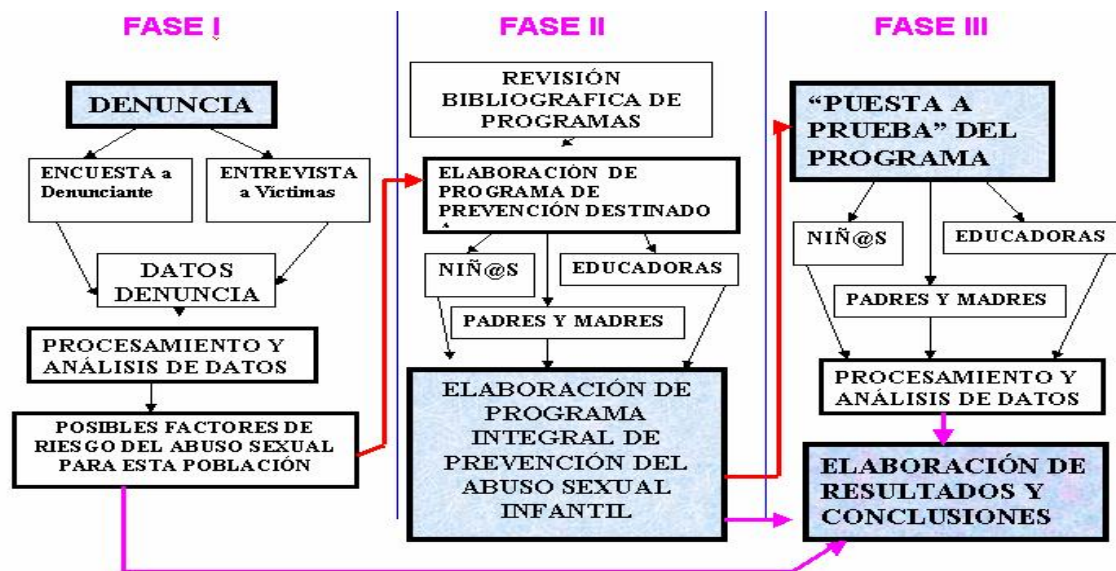 FASE I
DENUNCIA
ENCUESTA a
Denunciante
ENTREVISTA
a Víctimas
DATOS
DENUNCIA
PROCESAMIENTO Y
ANÁLISIS DE DATOS
POSIBLES FACTORES DE
RIESGO DEL ABUSO SEXUAL
PARA ESTA POBLACIÓN
FASE II
REVISIÓN
BIBLIOGRAFICA DE
PROGRAMAS
ELABORACIÓN DE
PROGRAMA DE
PREVENCIÓN DESTINADO
NIÑ@S
EDUCADORAS
PADRES Y MADRES
ELABORACIÓN DE
PROGRAMA
INTEGRAL DE
PREVENCIÓN DEL
ABUSO SEXUAL
INFANTIL
FASE III
“PUESTA A
PRUEBA” DEL
PROGRAMA
NIÑ@S
EDUCADORAS
PADRES Y MADRES
PROCESAMIENTO Y
ANÁLISIS DE DATOS
ELABORACIÓN DE
RESULTADOS Y
CONCLUSIONES